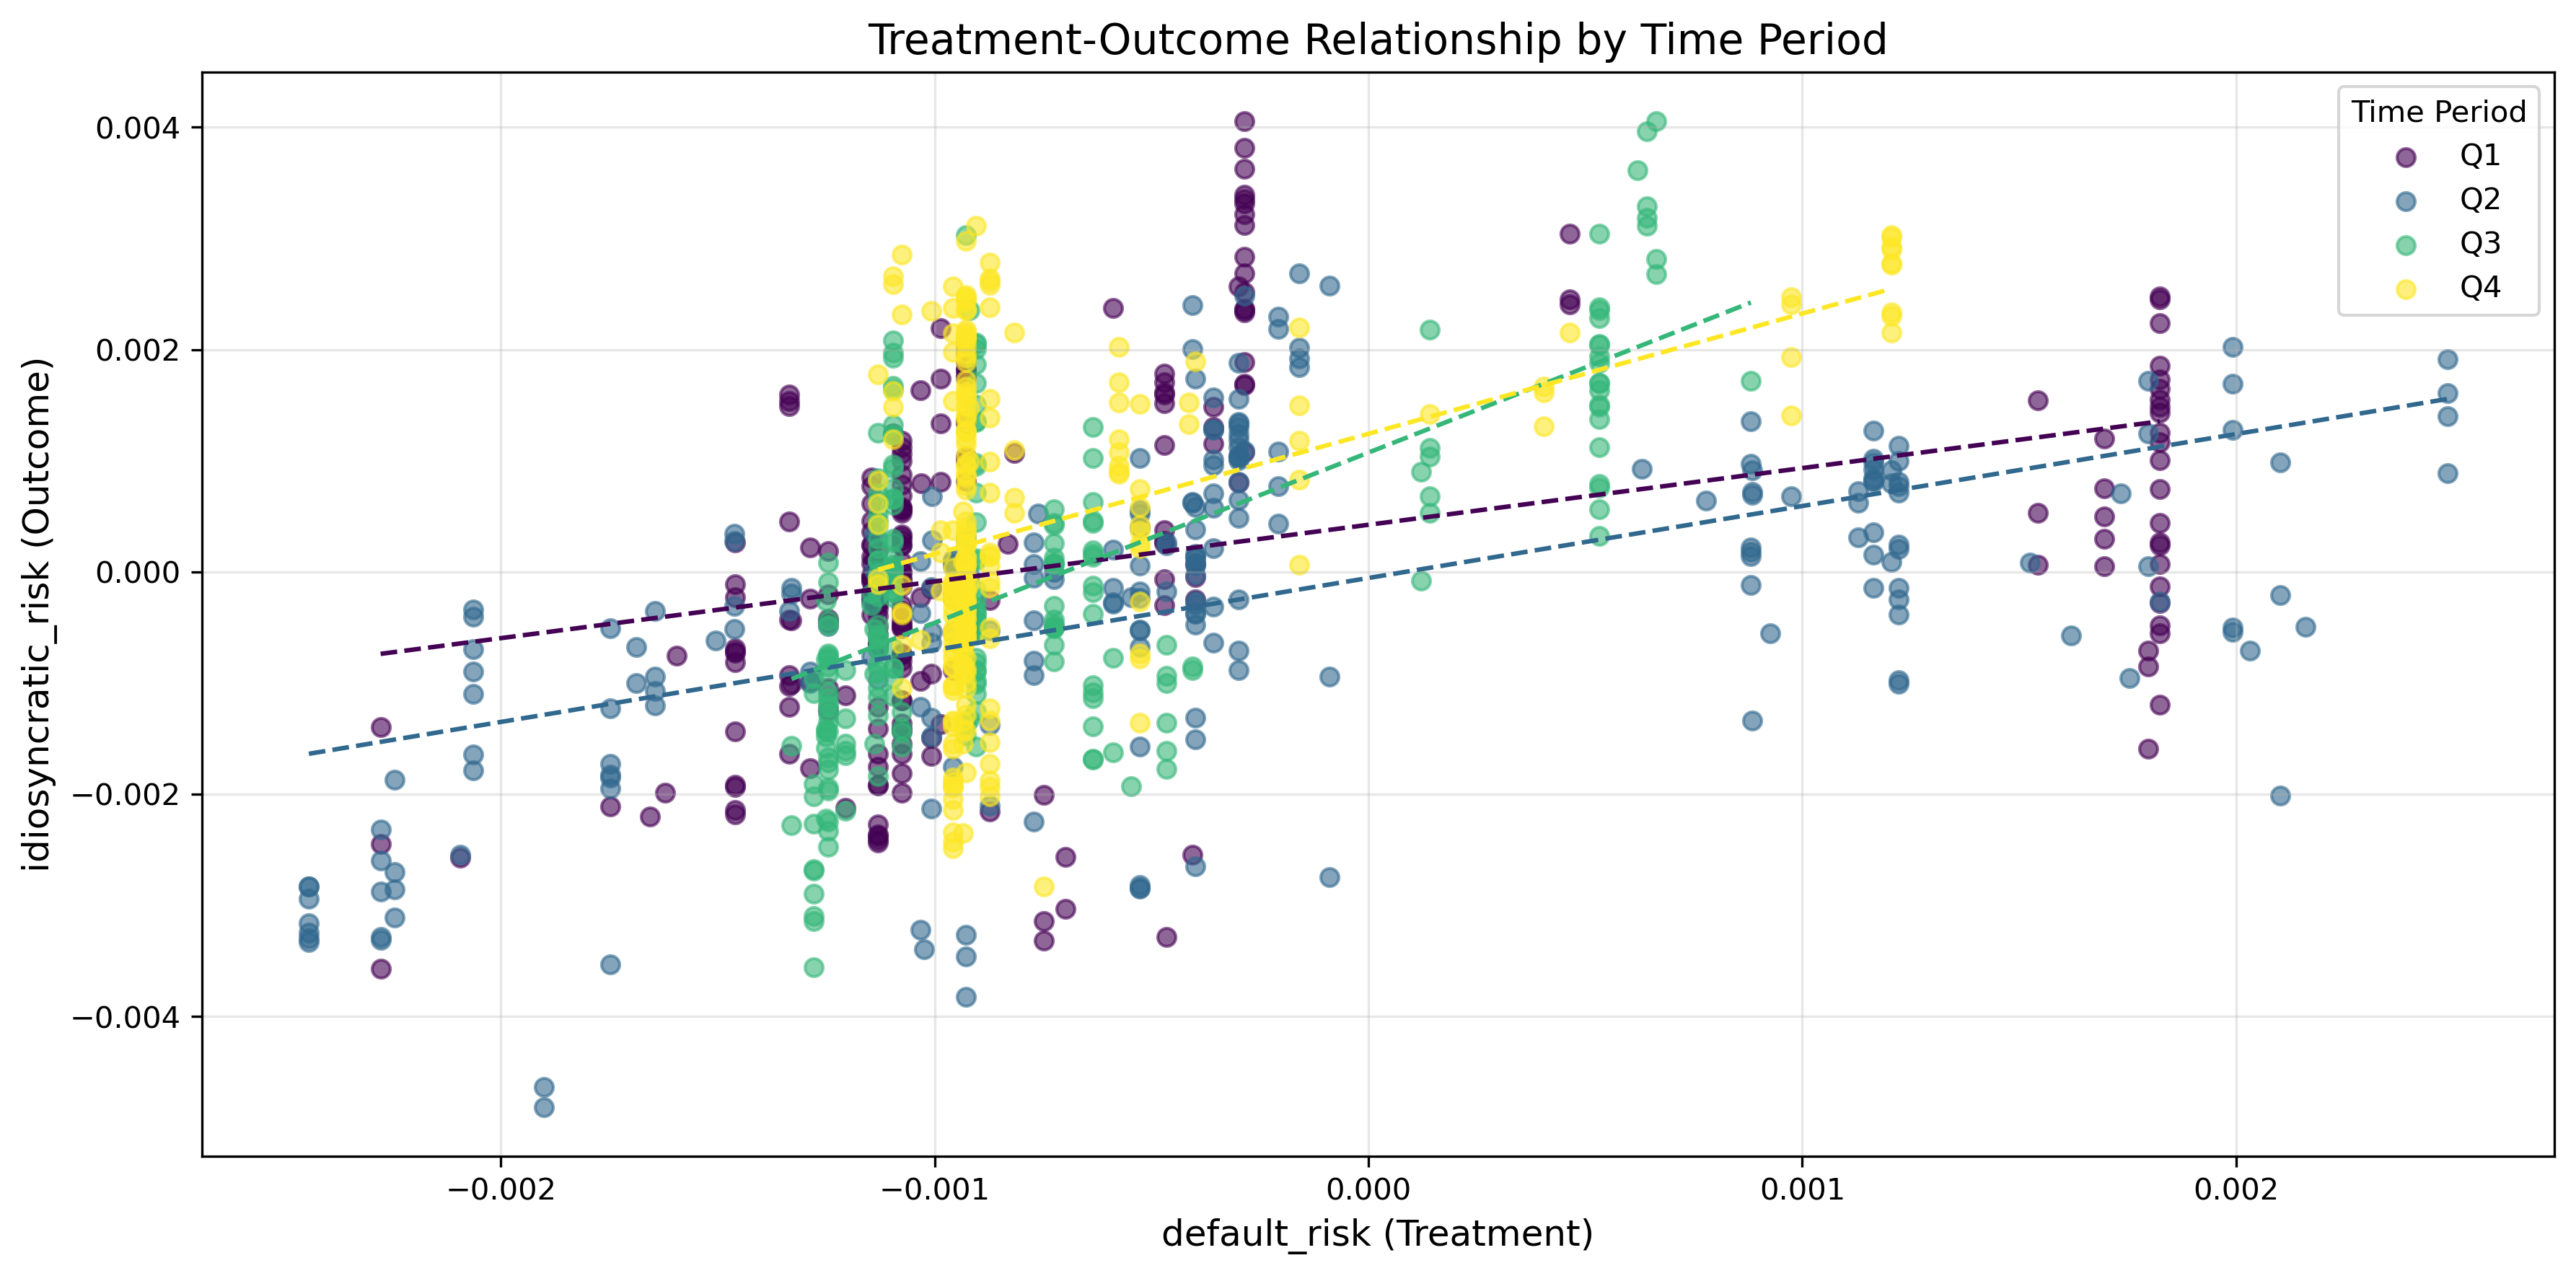 Treatment-Outcome Relationship by Time Period
Time Period
Q1
Q2
Q3
Q4
idiosyncratic_risk (Outcome)
0.004
0.002
0.000
−0.002
−0.004
−0.002
−0.001
0.000
0.001
0.002
default_risk (Treatment)